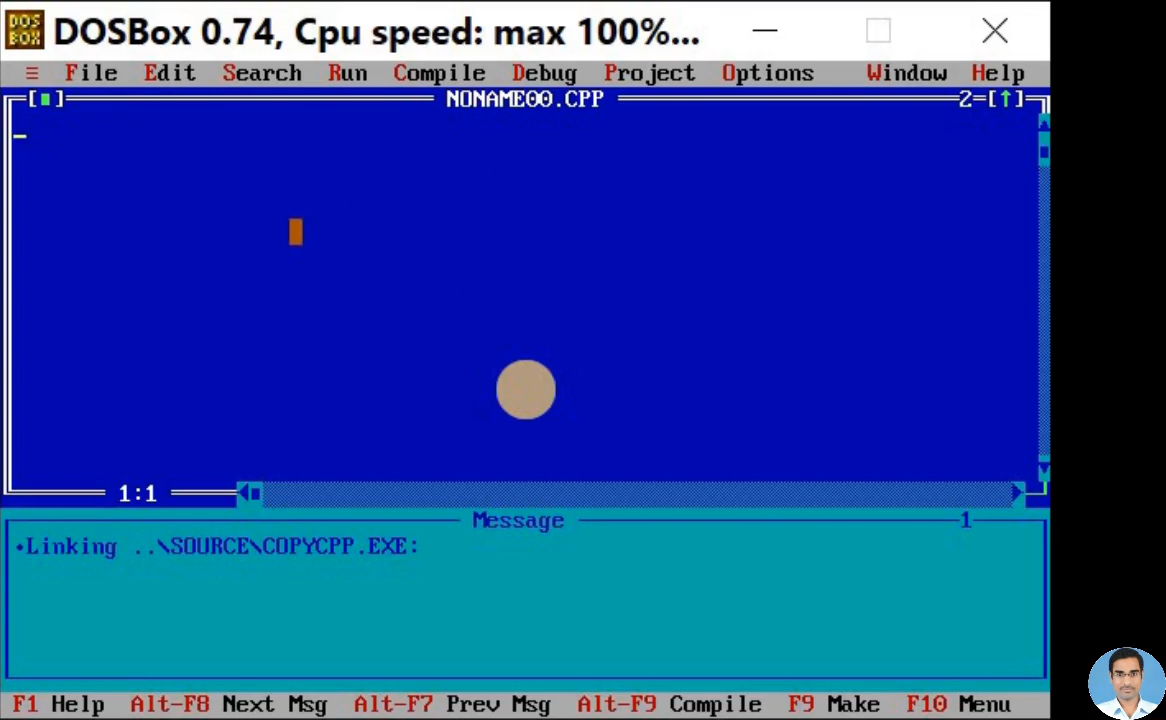 DOS BOX DOSBox 0.74, Cpu speed: max 100%...
≡ File Edit Search Run Compile Debug Project Options Window Help
[■] NONAME00.CPP 2=[↑]
1:1
Message 1
•Linking ..\SOURCE\COPYCPP.EXE:
F1 Help Alt-F8 Next Msg Alt-F7 Prev Msg Alt-F9 Compile F9 Make F10 Menu